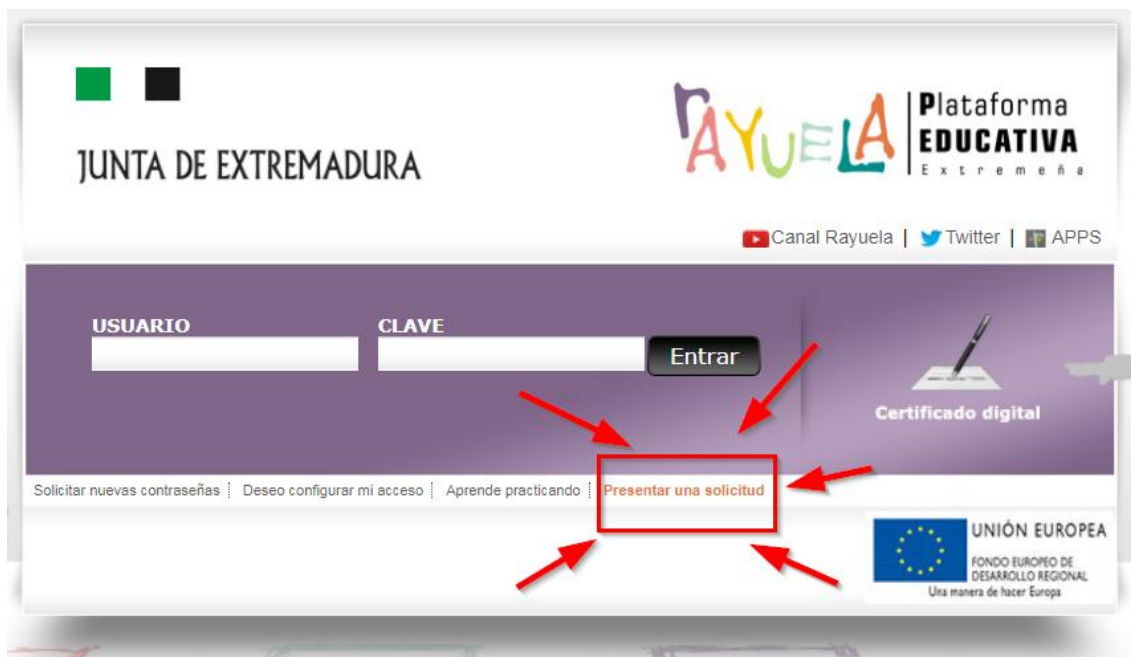 JUNTA DE EXTREMADURA
rAYUELA
Plataforma
EDUCATIVA
Extremeña
Canal Rayuela | Twitter | APPS
USUARIO CLAVE
Entrar
Certificado digital
Solicitar nuevas contraseñas Deseo configurar mi acceso Aprende practicando Presentar una solicitud
UNIÓN EUROPEA
FONDO EUROPEO DE
DESARROLLO REGIONAL
Una manera de hacer Europa